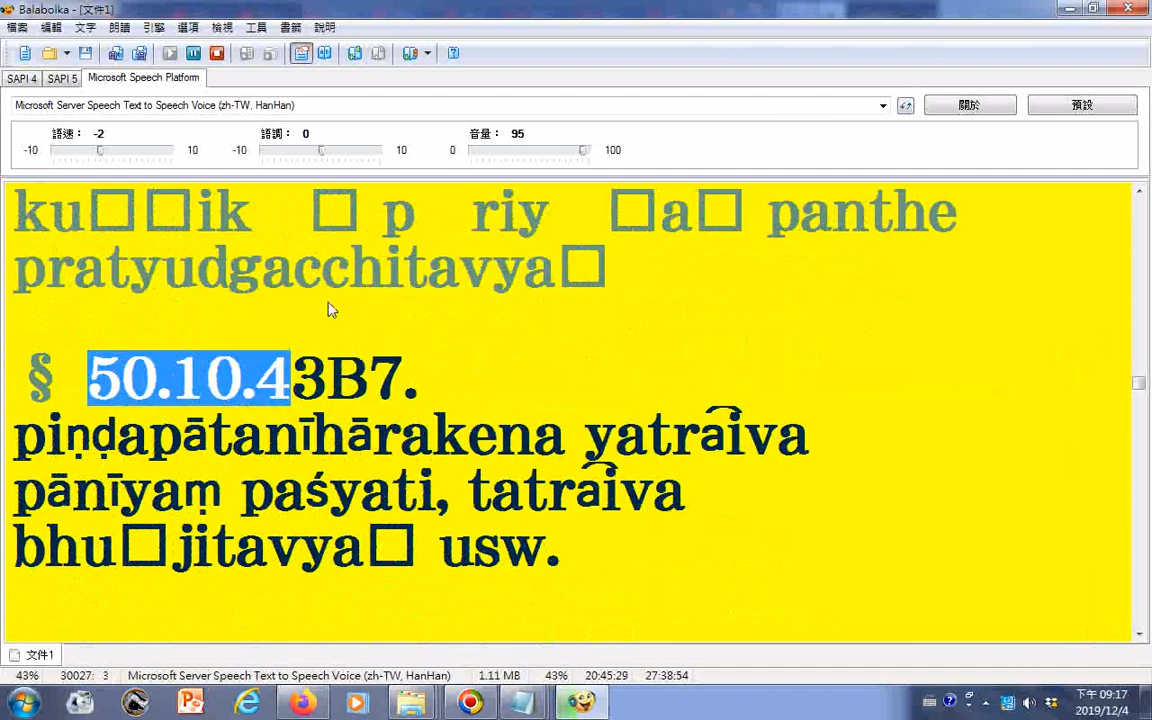 Balabolka - [文件1]
檔案 編輯 文字 朗讀 引擎 選項 檢視 工具 書籤 說明
SAPI 4 SAPI 5 Microsoft Speech Platform
Microsoft Server Speech Text to Speech Voice (zh-TW, HanHan) 關於 預設
語速： -2 語調： 0 音量： 95
-10 10 -10 10 0 100
ku□□ik □ p riy □a□ panthe
pratyudgacchitavya□
§ 50.10.43B7.
piṇḍapātanīhārakena yatra͡iva
pānīyaṃ paśyati, tatra͡iva
bhu□jitavya□ usw.
文件1
43% 30027: 3 Microsoft Server Speech Text to Speech Voice (zh-TW, HanHan) 1.11 MB 43% 20:45:29 27:38:54
下午 09:17
2019/12/4